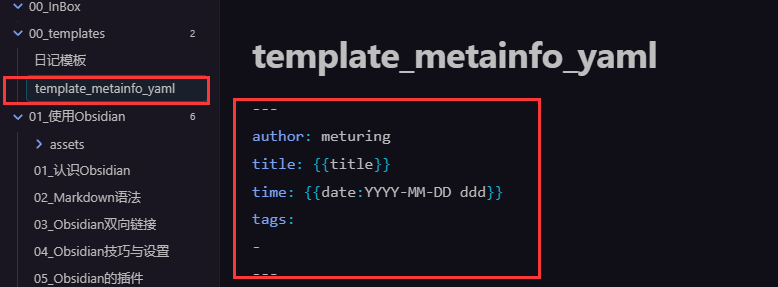 00_InBox
00_templates 2
日记模板
template_metainfo_yaml
01_使用Obsidian 6
assets
01_认识Obsidian
02_Markdown语法
03_Obsidian双向链接
04_Obsidian技巧与设置
05_Obsidian的插件
template_metainfo_yaml
---
author: meturing
title: {{title}}
time: {{date:YYYY-MM-DD ddd}}
tags:
-
---